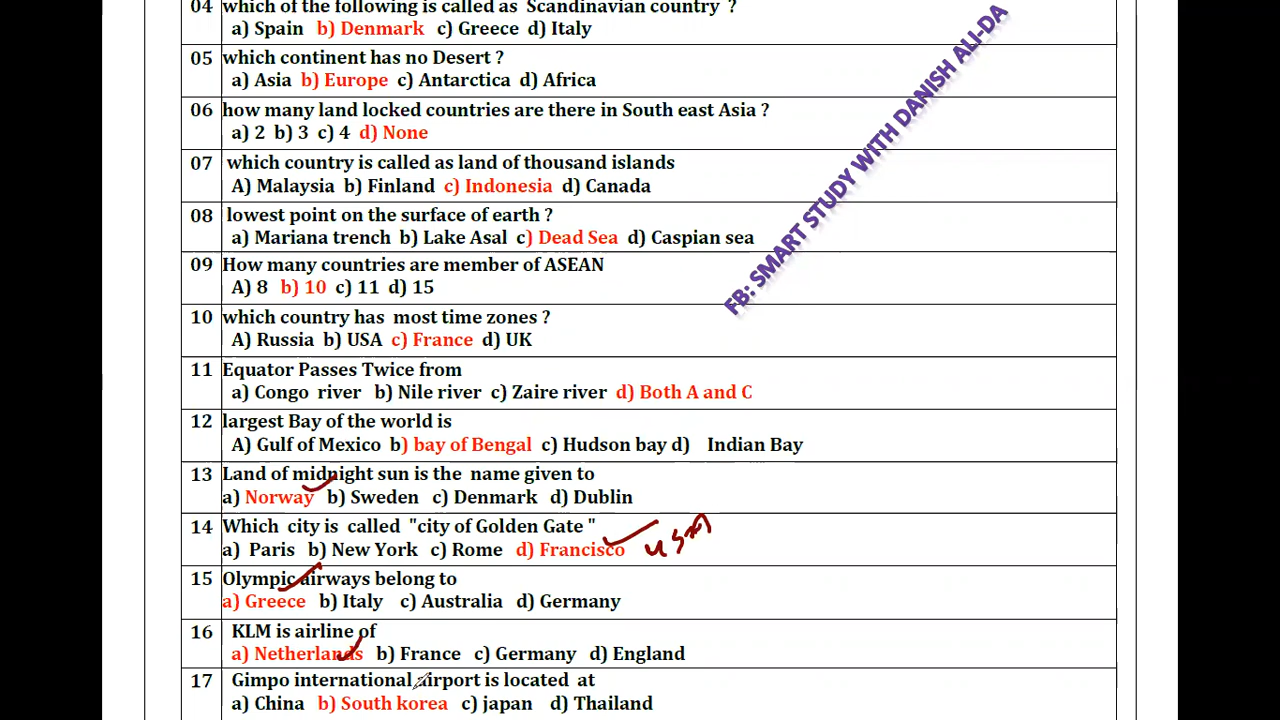 04 which of the following is called as Scandinavian country ?
a) Spain b) Denmark c) Greece d) Italy
05 which continent has no Desert ?
a) Asia b) Europe c) Antarctica d) Africa
06 how many land locked countries are there in South east Asia ?
a) 2 b) 3 c) 4 d) None
07 which country is called as land of thousand islands
A) Malaysia b) Finland c) Indonesia d) Canada
08 lowest point on the surface of earth ?
a) Mariana trench b) Lake Asal c) Dead Sea d) Caspian sea
09 How many countries are member of ASEAN
A) 8 b) 10 c) 11 d) 15
10 which country has most time zones ?
A) Russia b) USA c) France d) UK
11 Equator Passes Twice from
a) Congo river b) Nile river c) Zaire river d) Both A and C
12 largest Bay of the world is
A) Gulf of Mexico b) bay of Bengal c) Hudson bay d) Indian Bay
13 Land of midnight sun is the name given to
a) Norway b) Sweden c) Denmark d) Dublin
14 Which city is called "city of Golden Gate "
a) Paris b) New York c) Rome d) Francisco USA
15 Olympic airways belong to
a) Greece b) Italy c) Australia d) Germany
16 KLM is airline of
a) Netherlands b) France c) Germany d) England
17 Gimpo international airport is located at
a) China b) South korea c) japan d) Thailand
FB: SMART STUDY WITH DANISH ALI-DA